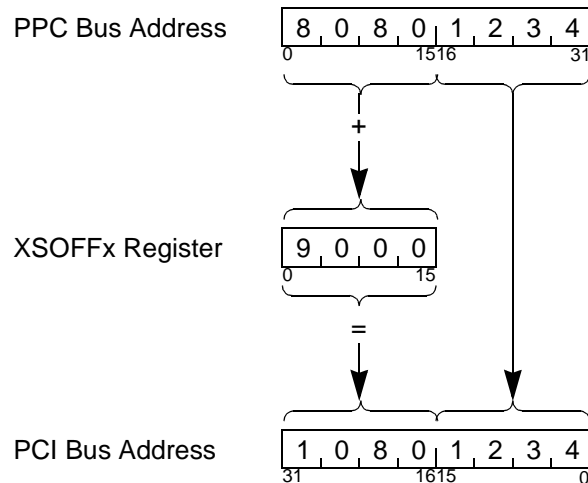 PPC Bus Address 8 0 8 0 1 2 3 4
0 15 16 31
+
XSOFFx Register 9 0 0 0
0 15
=
PCI Bus Address 1 0 8 0 1 2 3 4
31 16 15 0